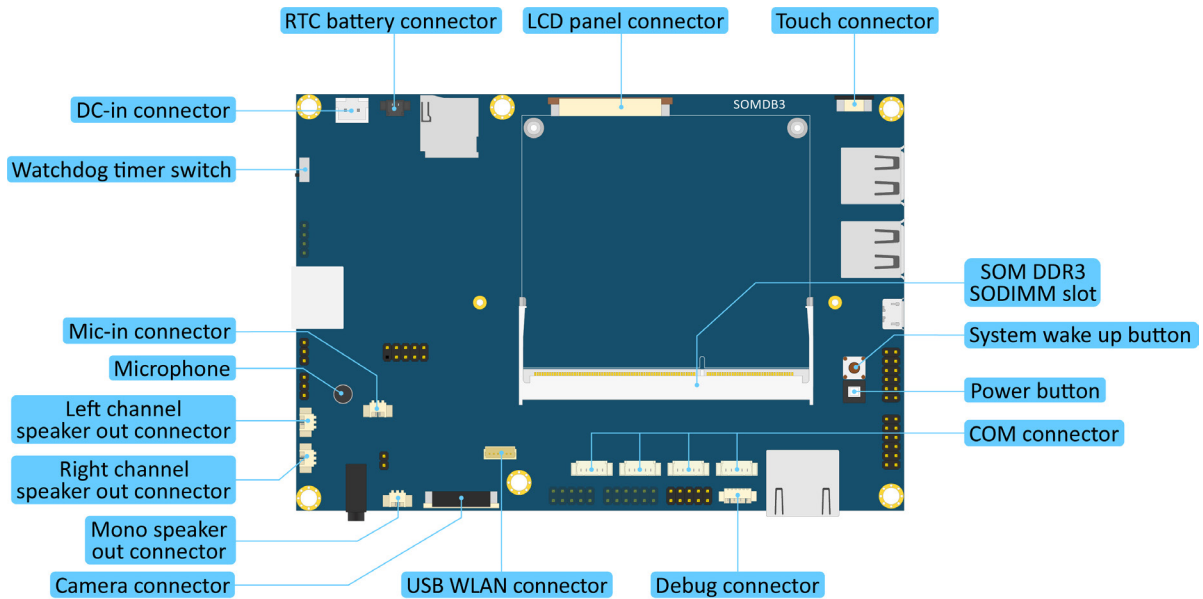 RTC battery connector
LCD panel connector
Touch connector
DC-in connector
SOMDB3
Watchdog timer switch
SOM DDR3
SODIMM slot
Mic-in connector
System wake up button
Microphone
Power button
Left channel
speaker out connector
COM connector
Right channel
speaker out connector
Mono speaker
out connector
Camera connector
USB WLAN connector
Debug connector